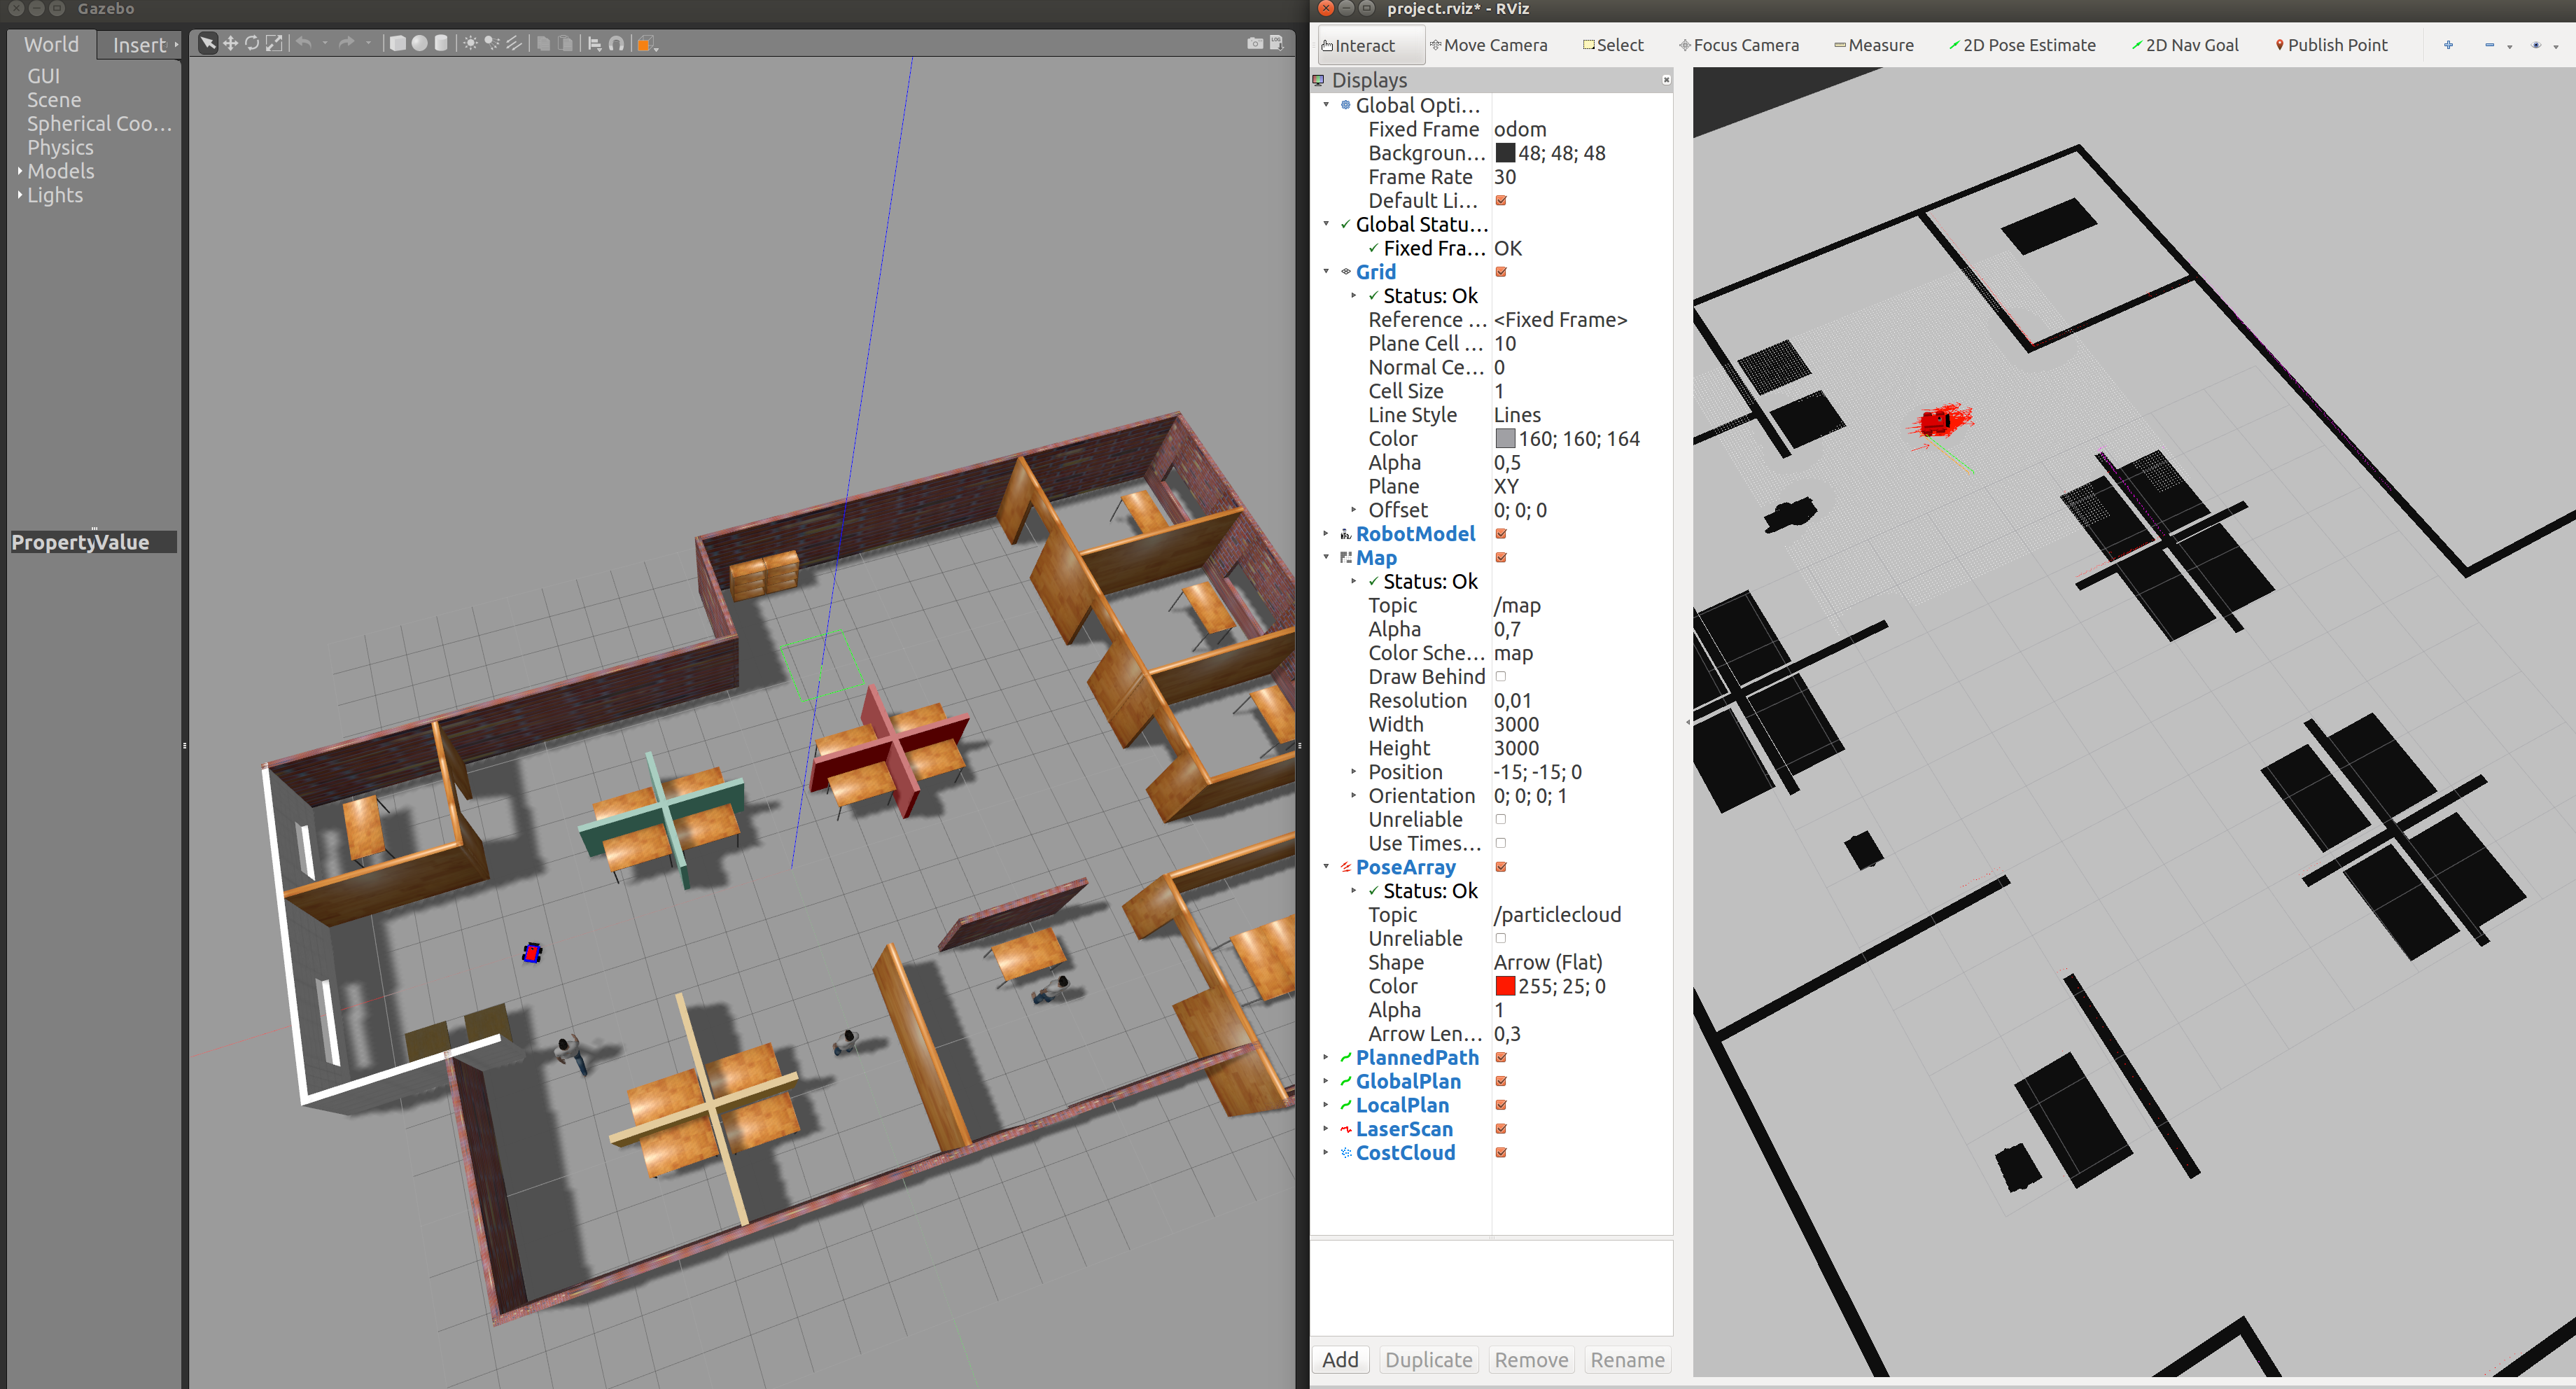 Gazebo
World Insert
GUI
Scene
Spherical Coo...
Physics
Models
Lights
Property Value
project.rviz* - RViz
Interact Move Camera Select Focus Camera Measure 2D Pose Estimate 2D Nav Goal Publish Point
Displays
Global Opti...
Fixed Frame odom
Backgroun... 48; 48; 48
Frame Rate 30
Default Li...
Global Statu...
Fixed Fra... OK
Grid
Status: Ok
Reference ... <Fixed Frame>
Plane Cell ... 10
Normal Ce... 0
Cell Size 1
Line Style Lines
Color 160; 160; 164
Alpha 0,5
Plane XY
Offset 0; 0; 0
RobotModel
Map
Status: Ok
Topic /map
Alpha 0,7
Color Sche... map
Draw Behind
Resolution 0,01
Width 3000
Height 3000
Position -15; -15; 0
Orientation 0; 0; 0; 1
Unreliable
Use Times...
PoseArray
Status: Ok
Topic /particlecloud
Unreliable
Shape Arrow (Flat)
Color 255; 25; 0
Alpha 1
Arrow Len... 0,3
PlannedPath
GlobalPlan
LocalPlan
LaserScan
CostCloud
Add Duplicate Remove Rename